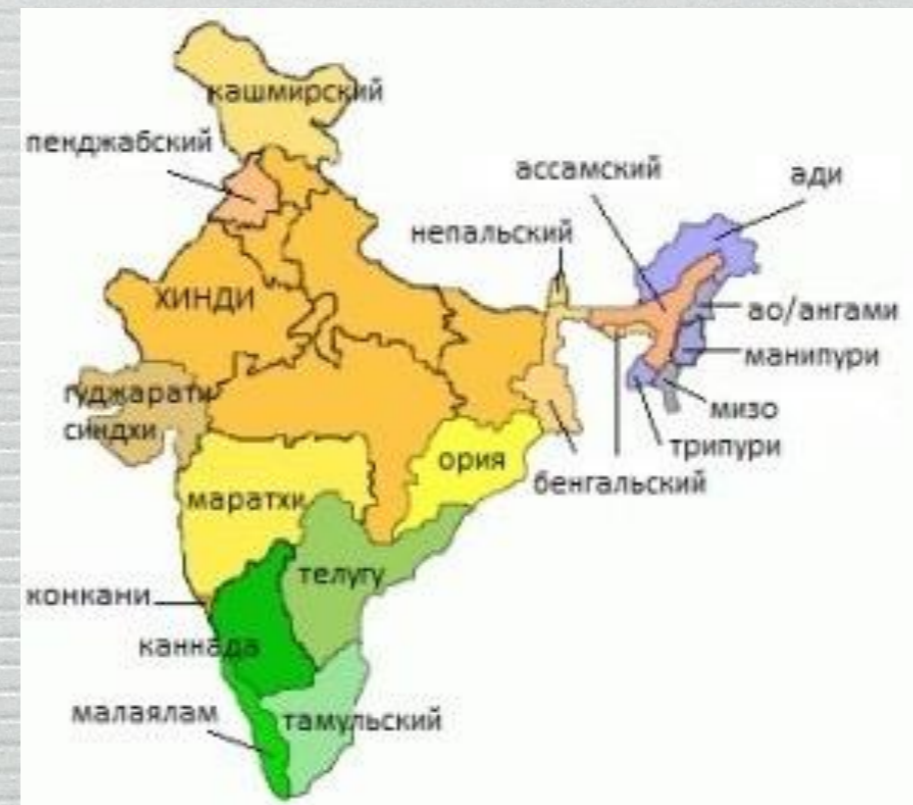 кашмирский
пенджабский
ассамский
ади
непальский
ХИНДИ
ао/ангами
манипури
гуджарати
синдхи
мизо
трипури
ория
бенгальский
маратхи
телугу
конкани
каннада
малаялам
тамульский